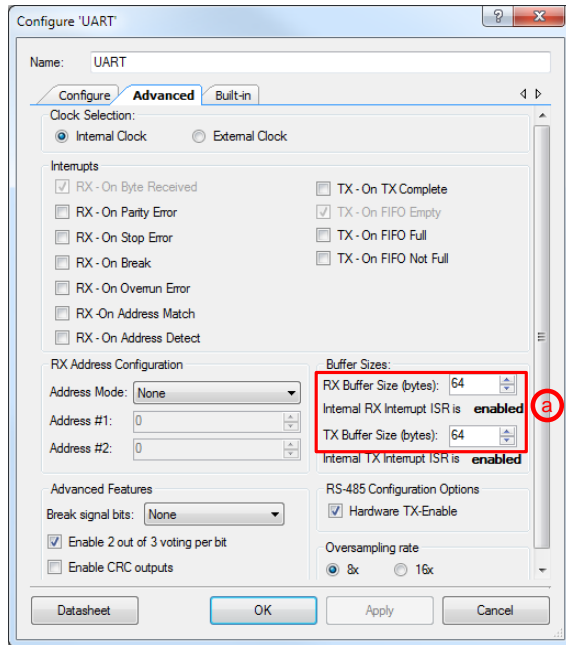 Configure 'UART'
Name: UART
Configure Advanced Built-in
Clock Selection:
Internal Clock External Clock
Interrupts
RX - On Byte Received
RX - On Parity Error
RX - On Stop Error
RX - On Break
RX - On Overrun Error
RX -On Address Match
RX - On Address Detect
TX - On TX Complete
TX - On FIFO Empty
TX - On FIFO Full
TX - On FIFO Not Full
RX Address Configuration
Address Mode: None
Address #1: 0
Address #2: 0
Buffer Sizes:
RX Buffer Size (bytes): 64
Internal RX Interrupt ISR is enabled
TX Buffer Size (bytes): 64
Internal TX Interrupt ISR is enabled
a
Advanced Features
Break signal bits: None
Enable 2 out of 3 voting per bit
Enable CRC outputs
RS-485 Configuration Options
Hardware TX-Enable
Oversampling rate
8x 16x
Datasheet OK Apply Cancel